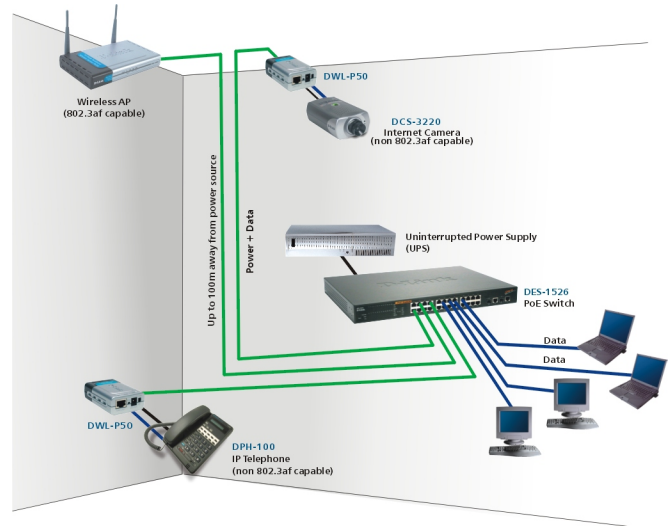 Wireless AP
(802.3af capable)
DWL-P50
DCS-3220
Internet Camera
(non 802.3af capable)
Up to 100m away from power source
Power + Data
Uninterrupted Power Supply
(UPS)
DES-1526
PoE Switch
Data
Data
DWL-P50
DPH-100
IP Telephone
(non 802.3af capable)